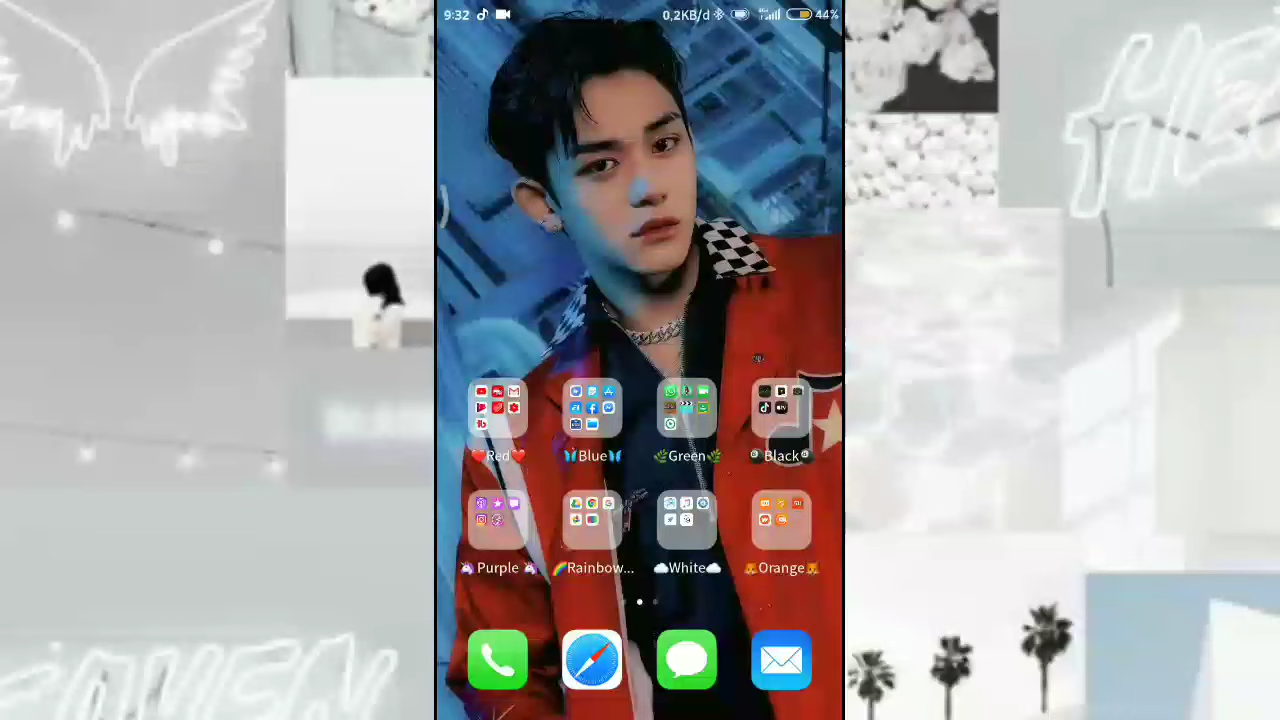 9:32 0,2KB/d 44%
❤️Red❤️ 🦋Blue🦋 🌿Green🌿 Black
🦄Purple 🦄 🌈Rainbow... ☁️White☁️ 🐯Orange🐯